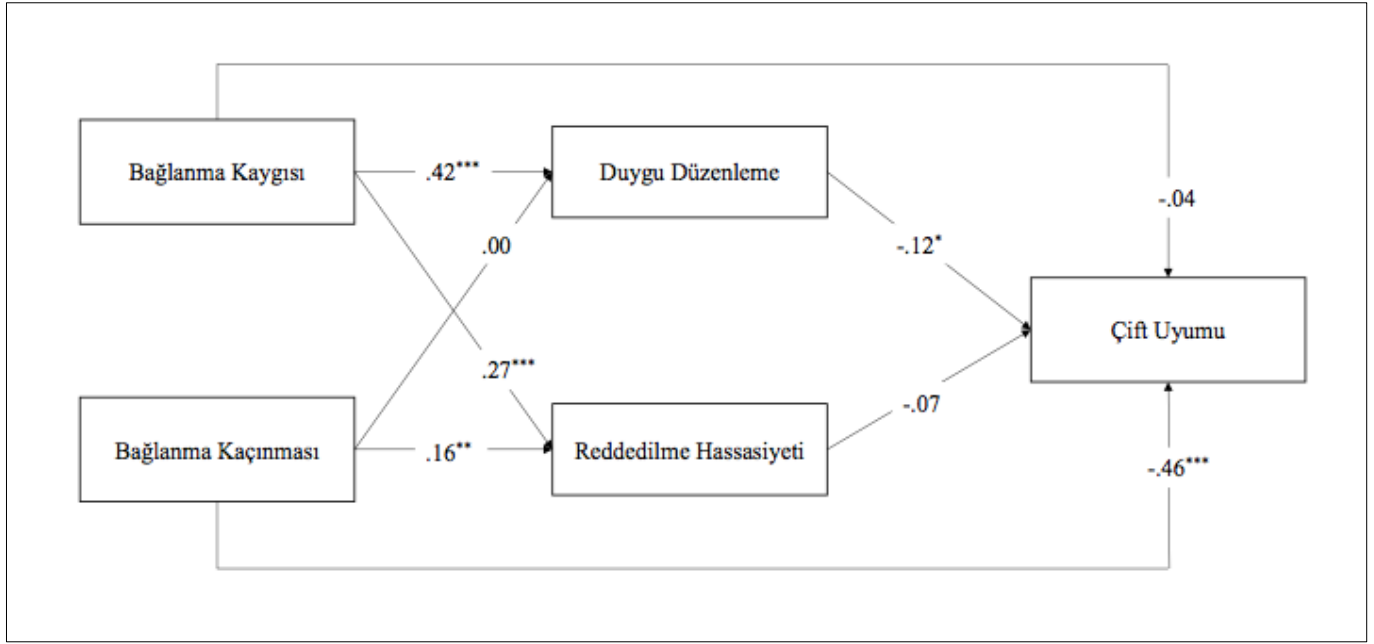 Bağlanma Kaygısı
.42***
Duygu Düzenleme
-.04
.00
-.12*
Çift Uyumu
.27***
-.07
Bağlanma Kaçınması
.16**
Reddedilme Hassasiyeti
-.46***